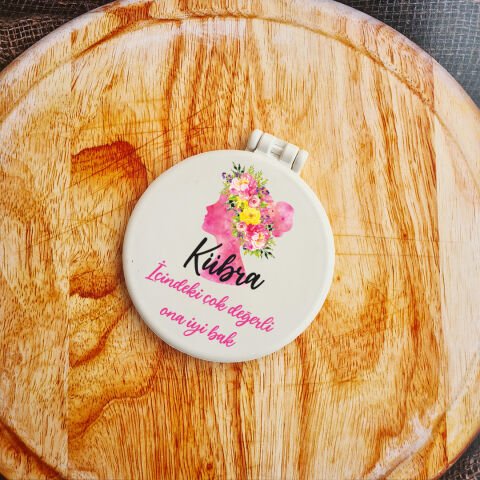 Kübra
İçindeki çok değerli
ona iyi bak